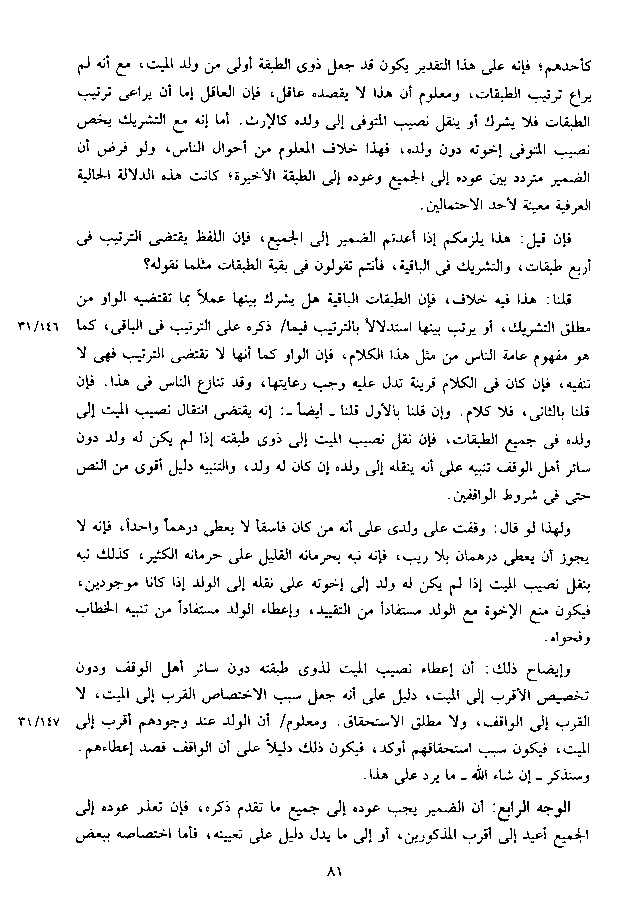 كأحدهم؛ فإنه على هذا التقدير يكون قد جعل ذوى الطبقة أولى من ولد الميت، مع أنه لم
يراع ترتيب الطبقات، ومعلوم أن هذا لا يقصده عاقل، فإن العاقل إما أن يراعى ترتيب
الطبقات فلا يشرك أو ينقل نصيب المتوفى إلى ولده كالإرث. أما إنه مع التشريك يخص
نصيب المتوفى إخوته دون ولده، فهذا خلاف المعلوم من أحوال الناس، ولو فرض أن
الضمير متردد بين عوده إلى الجميع وعوده إلى الطبقة الأخيرة؛ كانت هذه الدلالة الحالية
العرفية معينة لأحد الاحتمالين.
فإن قيل: هذا يلزمكم إذا أعدتم الضمير إلى الجميع، فإن اللفظ يقتضى الترتيب فى
أربع طبقات، والتشريك فى الباقية، فأنتم تقولون فى بقية الطبقات مثلما نقوله؟
قلنا: هذا فيه خلاف، فإن الطبقات الباقية هل يشرك بينها عملاً بما تقتضيه الواو من
مطلق التشريك، أو يرتب بينها استدلالاً بالترتيب فيما/ ذكره على الترتيب فى الباقى، كما ٣١/١٤٦
هو مفهوم عامة الناس من مثل هذا الكلام، فإن الواو كما أنها لا تقتضى الترتيب فهى لا
تنفيه، فإن كان فى الكلام قرينة تدل عليه وجب رعايتها، وقد تنازع الناس فى هذا. فإن
قلنا بالثانى، فلا كلام. وإن قلنا بالأول قلنا ـ أيضاً ـ: إنه يقتضى انتقال نصيب الميت إلى
ولده فى جميع الطبقات، فإن نقل نصيب الميت إلى ذوى طبقته إذا لم يكن له ولد دون
سائر أهل الوقف تنبيه على أنه ينقله إلى ولده إن كان له ولد، والتنبيه دليل أقوى من النص
حتى فى شروط الواقفين.
ولهذا لو قال: وقفت على ولدى على أنه من كان فاسقاً لا يعطى درهماً واحداً، فإنه لا
يجوز أن يعطى درهمان بلا ريب، فإنه نبه بحرمانه القليل على حرمانه الكثير، كذلك نبه
بنقل نصيب الميت إذا لم يكن له ولد إلى إخوته على نقله إلى الولد إذا كانا موجودين،
فيكون منع الإخوة مع الولد مستفاداً من التقييد، وإعطاء الولد مستفاداً من تنبيه الخطاب
وفحواه.
وإيضاح ذلك: أن إعطاء نصيب الميت لذوى طبقته دون سائر أهل الوقف ودون
تخصيص الأقرب إلى الميت، دليل على أنه جعل سبب الاختصاص القرب إلى الميت، لا
القرب إلى الواقف، ولا مطلق الاستحقاق. ومعلوم/ أن الولد عند وجودهم أقرب إلى ٣١/١٤٧
الميت، فيكون سبب استحقاقهم أوكد، فيكون ذلك دليلاً على أن الواقف قصد إعطاءهم.
وسنذكر ـ إن شاء الله ـ ما يرد على هذا.
الوجه الرابع: أن الضمير يجب عوده إلى جميع ما تقدم ذكره، فإن تعذر عوده إلى
الجميع أعيد إلى أقرب المذكورين، أو إلى ما يدل دليل على تعيينه، فأما اختصاصه ببعض
٨١